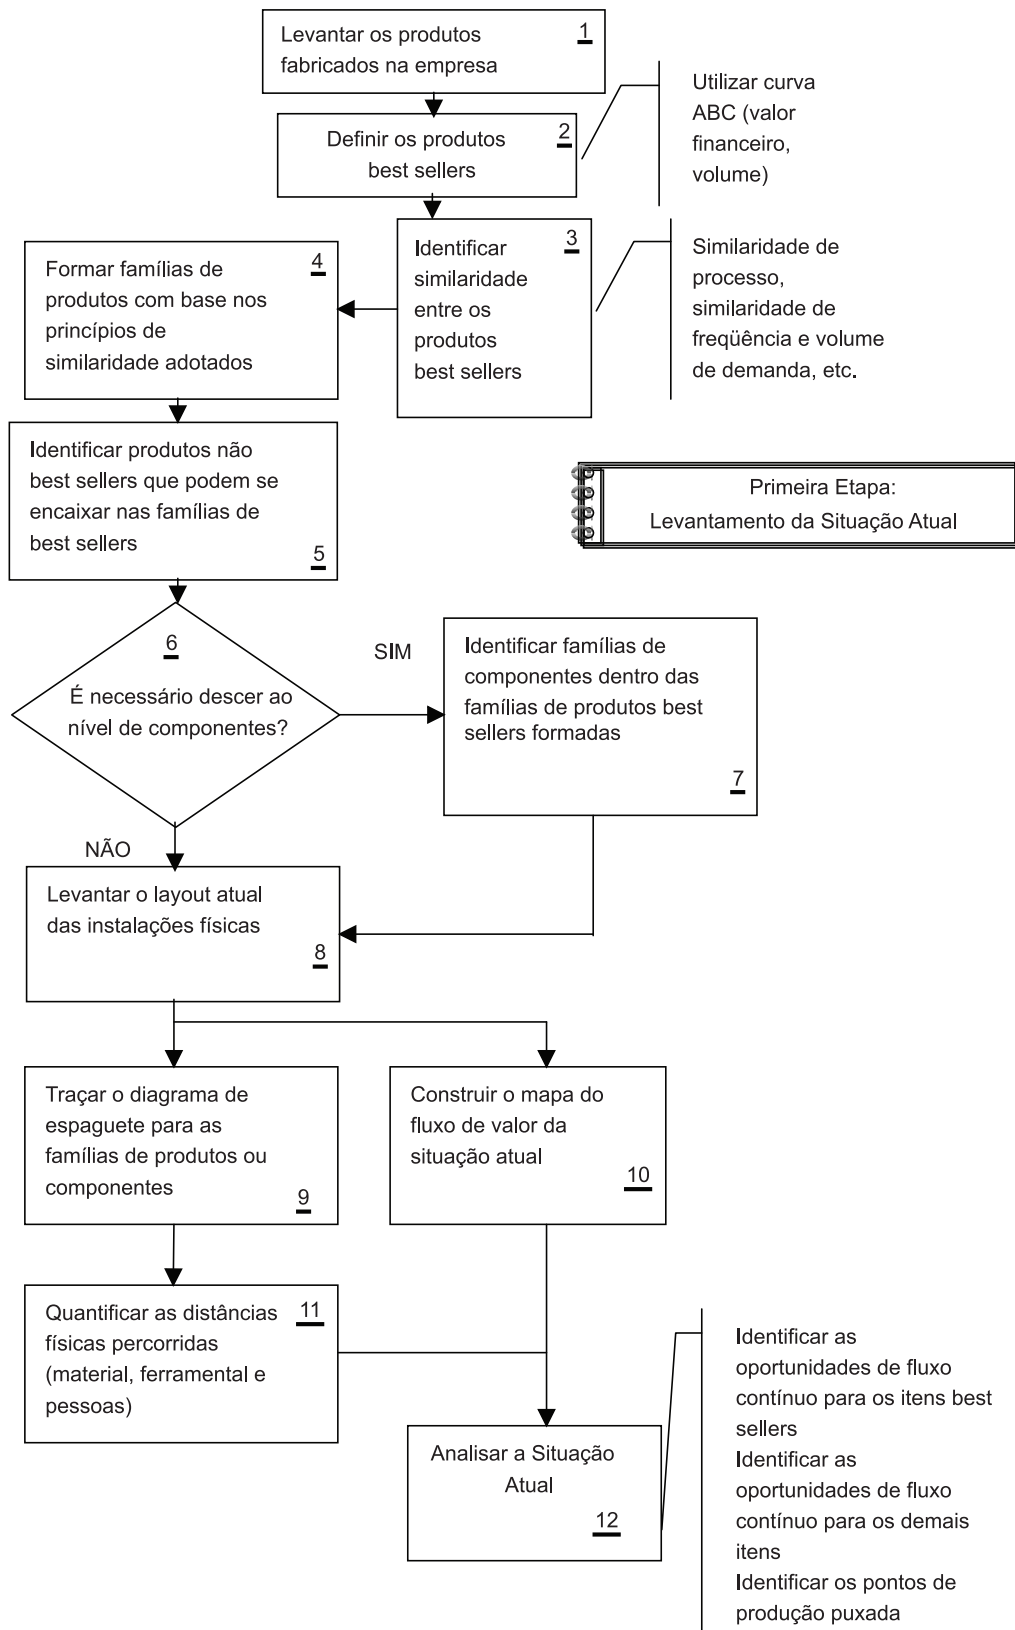 Levantar os produtos
fabricados na empresa
1
Definir os produtos
best sellers
2
Utilizar curva
ABC (valor
financeiro,
volume)
Identificar
similaridade
entre os
produtos
best sellers
3
Similaridade de
processo,
similaridade de
freqüência e volume
de demanda, etc.
Formar famílias de
produtos com base nos
princípios de
similaridade adotados
4
Identificar produtos não
best sellers que podem se
encaixar nas famílias de
best sellers
5
Primeira Etapa:
Levantamento da Situação Atual
6
É necessário descer ao
nível de componentes?
SIM
Identificar famílias de
componentes dentro das
famílias de produtos best
sellers formadas
7
NÃO
Levantar o layout atual
das instalações físicas
8
Traçar o diagrama de
espaguete para as
famílias de produtos ou
componentes
9
Construir o mapa do
fluxo de valor da
situação atual
10
Quantificar as distâncias
físicas percorridas
(material, ferramental e
pessoas)
11
Analisar a Situação
Atual
12
Identificar as
oportunidades de fluxo
contínuo para os itens best
sellers
Identificar as
oportunidades de fluxo
contínuo para os demais
itens
Identificar os pontos de
produção puxada